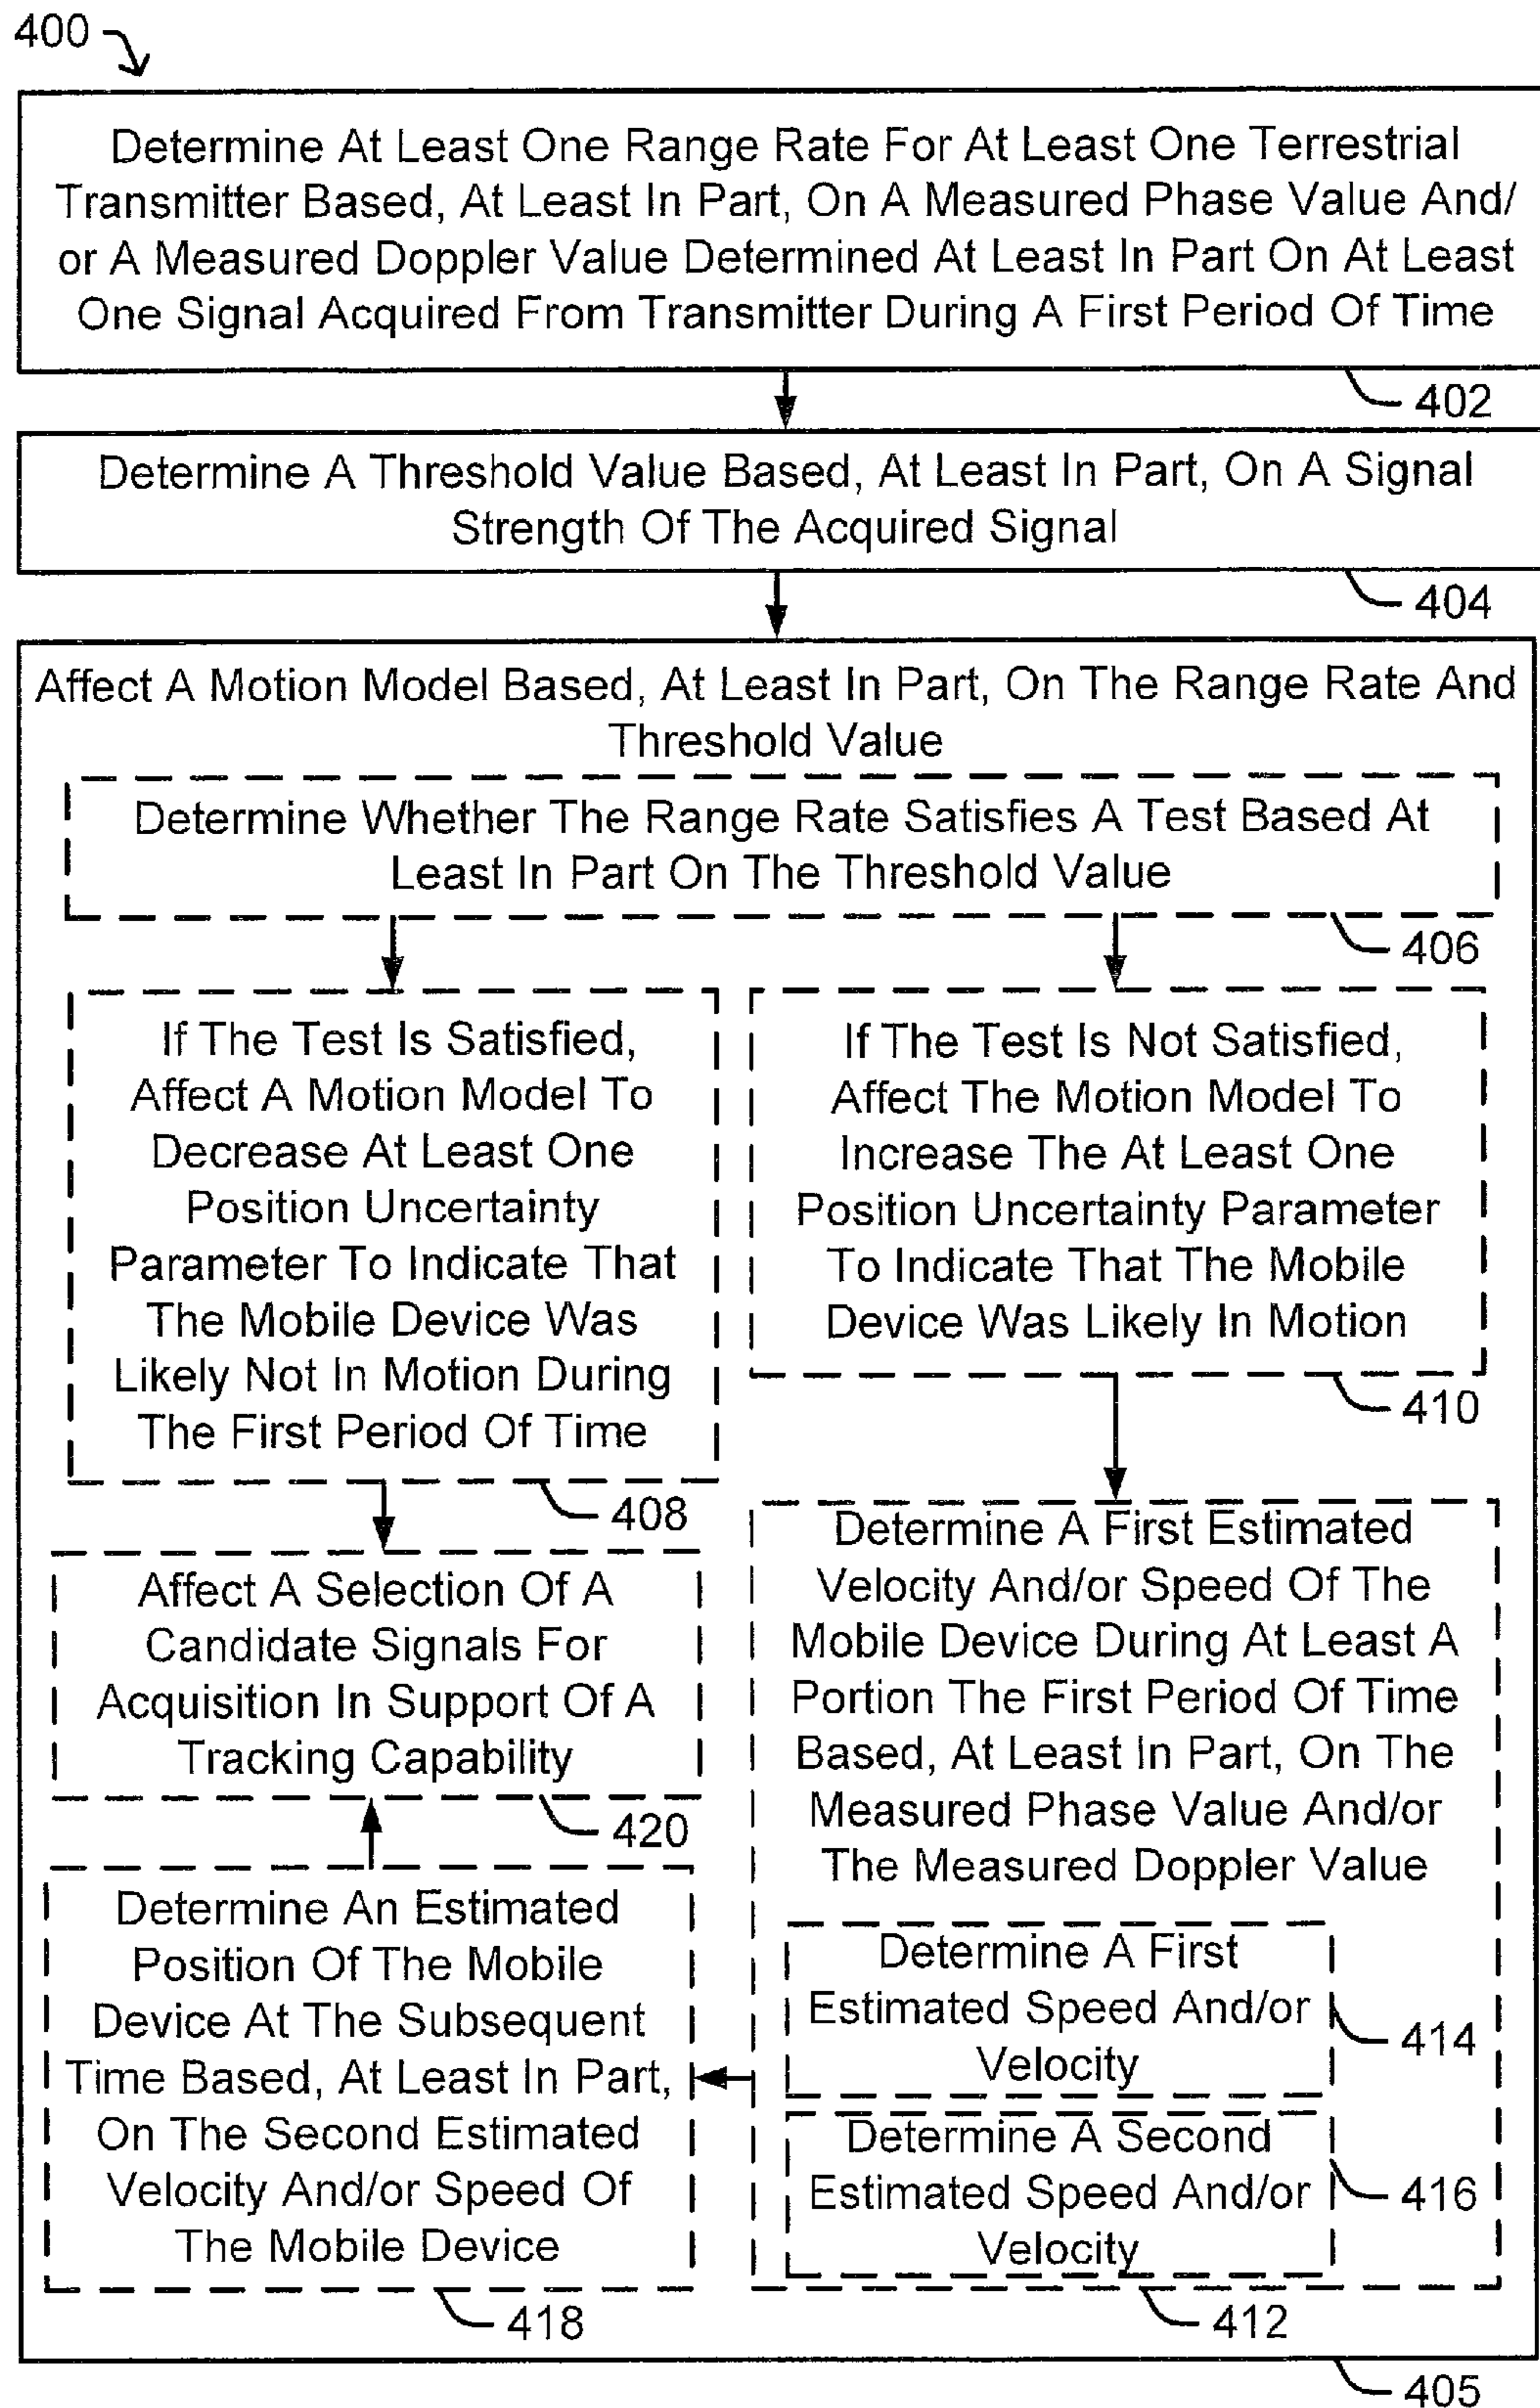 400
Determine At Least One Range Rate For At Least One Terrestrial
Transmitter Based, At Least In Part, On A Measured Phase Value And/
or A Measured Doppler Value Determined At Least In Part On At Least
One Signal Acquired From Transmitter During A First Period Of Time
402
Determine A Threshold Value Based, At Least In Part, On A Signal
Strength Of The Acquired Signal
404
Affect A Motion Model Based, At Least In Part, On The Range Rate And
Threshold Value
Determine Whether The Range Rate Satisfies A Test Based At
Least In Part On The Threshold Value
406
If The Test Is Satisfied,
Affect A Motion Model To
Decrease At Least One
Position Uncertainty
Parameter To Indicate That
The Mobile Device Was
Likely Not In Motion During
The First Period Of Time
408
If The Test Is Not Satisfied,
Affect The Motion Model To
Increase The At Least One
Position Uncertainty Parameter
To Indicate That The Mobile
Device Was Likely In Motion
410
Determine A First Estimated
Velocity And/or Speed Of The
Mobile Device During At Least A
Portion The First Period Of Time
Based, At Least In Part, On The
Measured Phase Value And/or
The Measured Doppler Value
Determine A First
Estimated Speed And/or
Velocity
414
Determine A Second
Estimated Speed And/or
Velocity
416
412
Affect A Selection Of A
Candidate Signals For
Acquisition In Support Of A
Tracking Capability
420
Determine An Estimated
Position Of The Mobile
Device At The Subsequent
Time Based, At Least In Part,
On The Second Estimated
Velocity And/or Speed Of
The Mobile Device
418
405